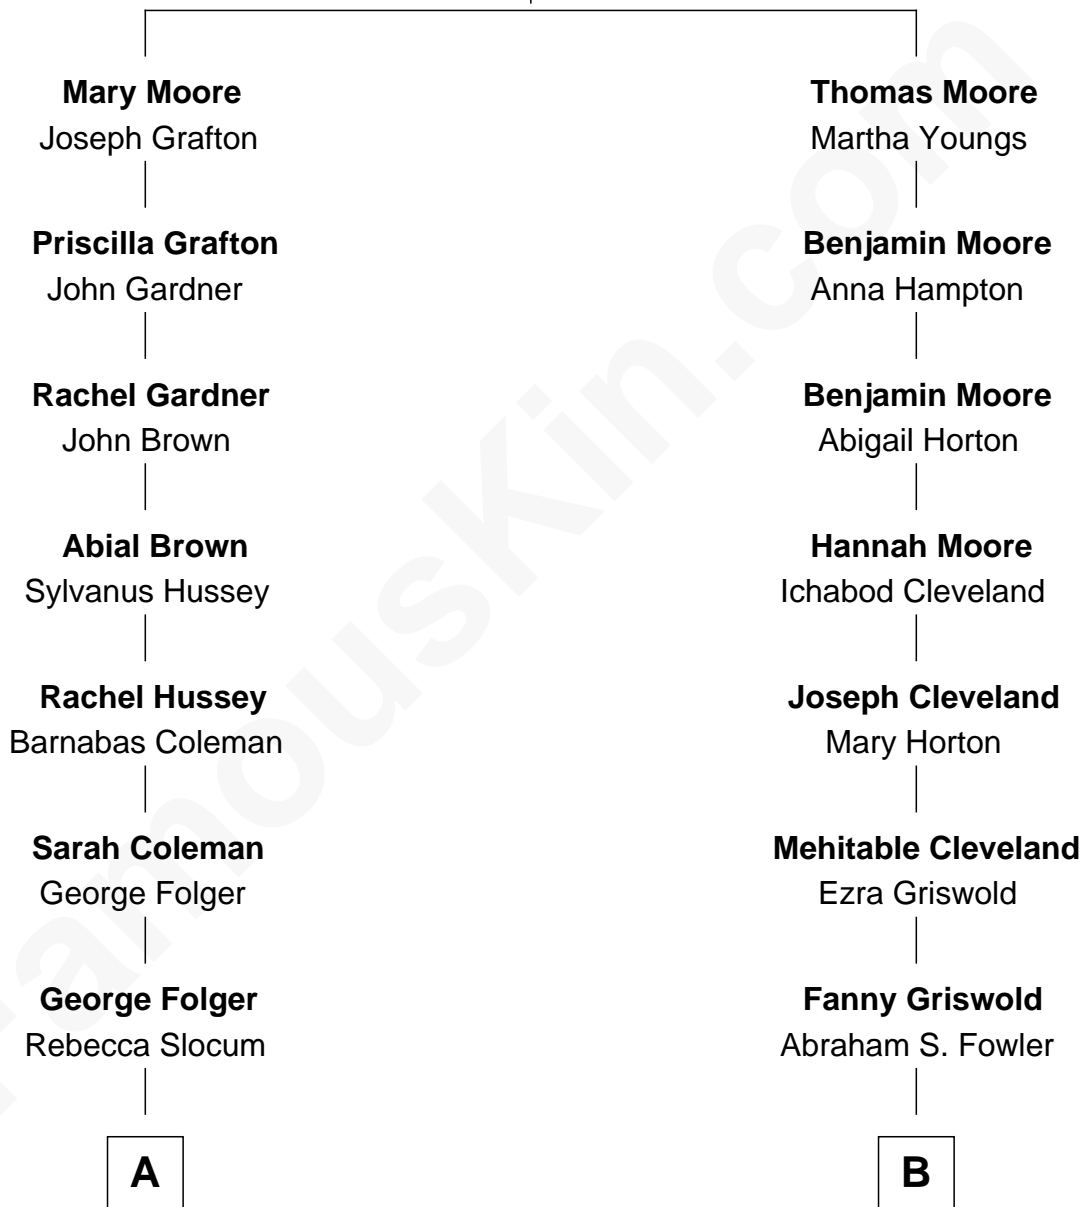 Mary Moore
Joseph Grafton
Priscilla Grafton
John Gardner
Rachel Gardner
John Brown
Abial Brown
Sylvanus Hussey
Rachel Hussey
Barnabas Coleman
Sarah Coleman
George Folger
George Folger
Rebecca Slocum
A
Thomas Moore
Martha Youngs
Benjamin Moore
Anna Hampton
Benjamin Moore
Abigail Horton
Hannah Moore
Ichabod Cleveland
Joseph Cleveland
Mary Horton
Mehitable Cleveland
Ezra Griswold
Fanny Griswold
Abraham S. Fowler
B
FamousKin.com